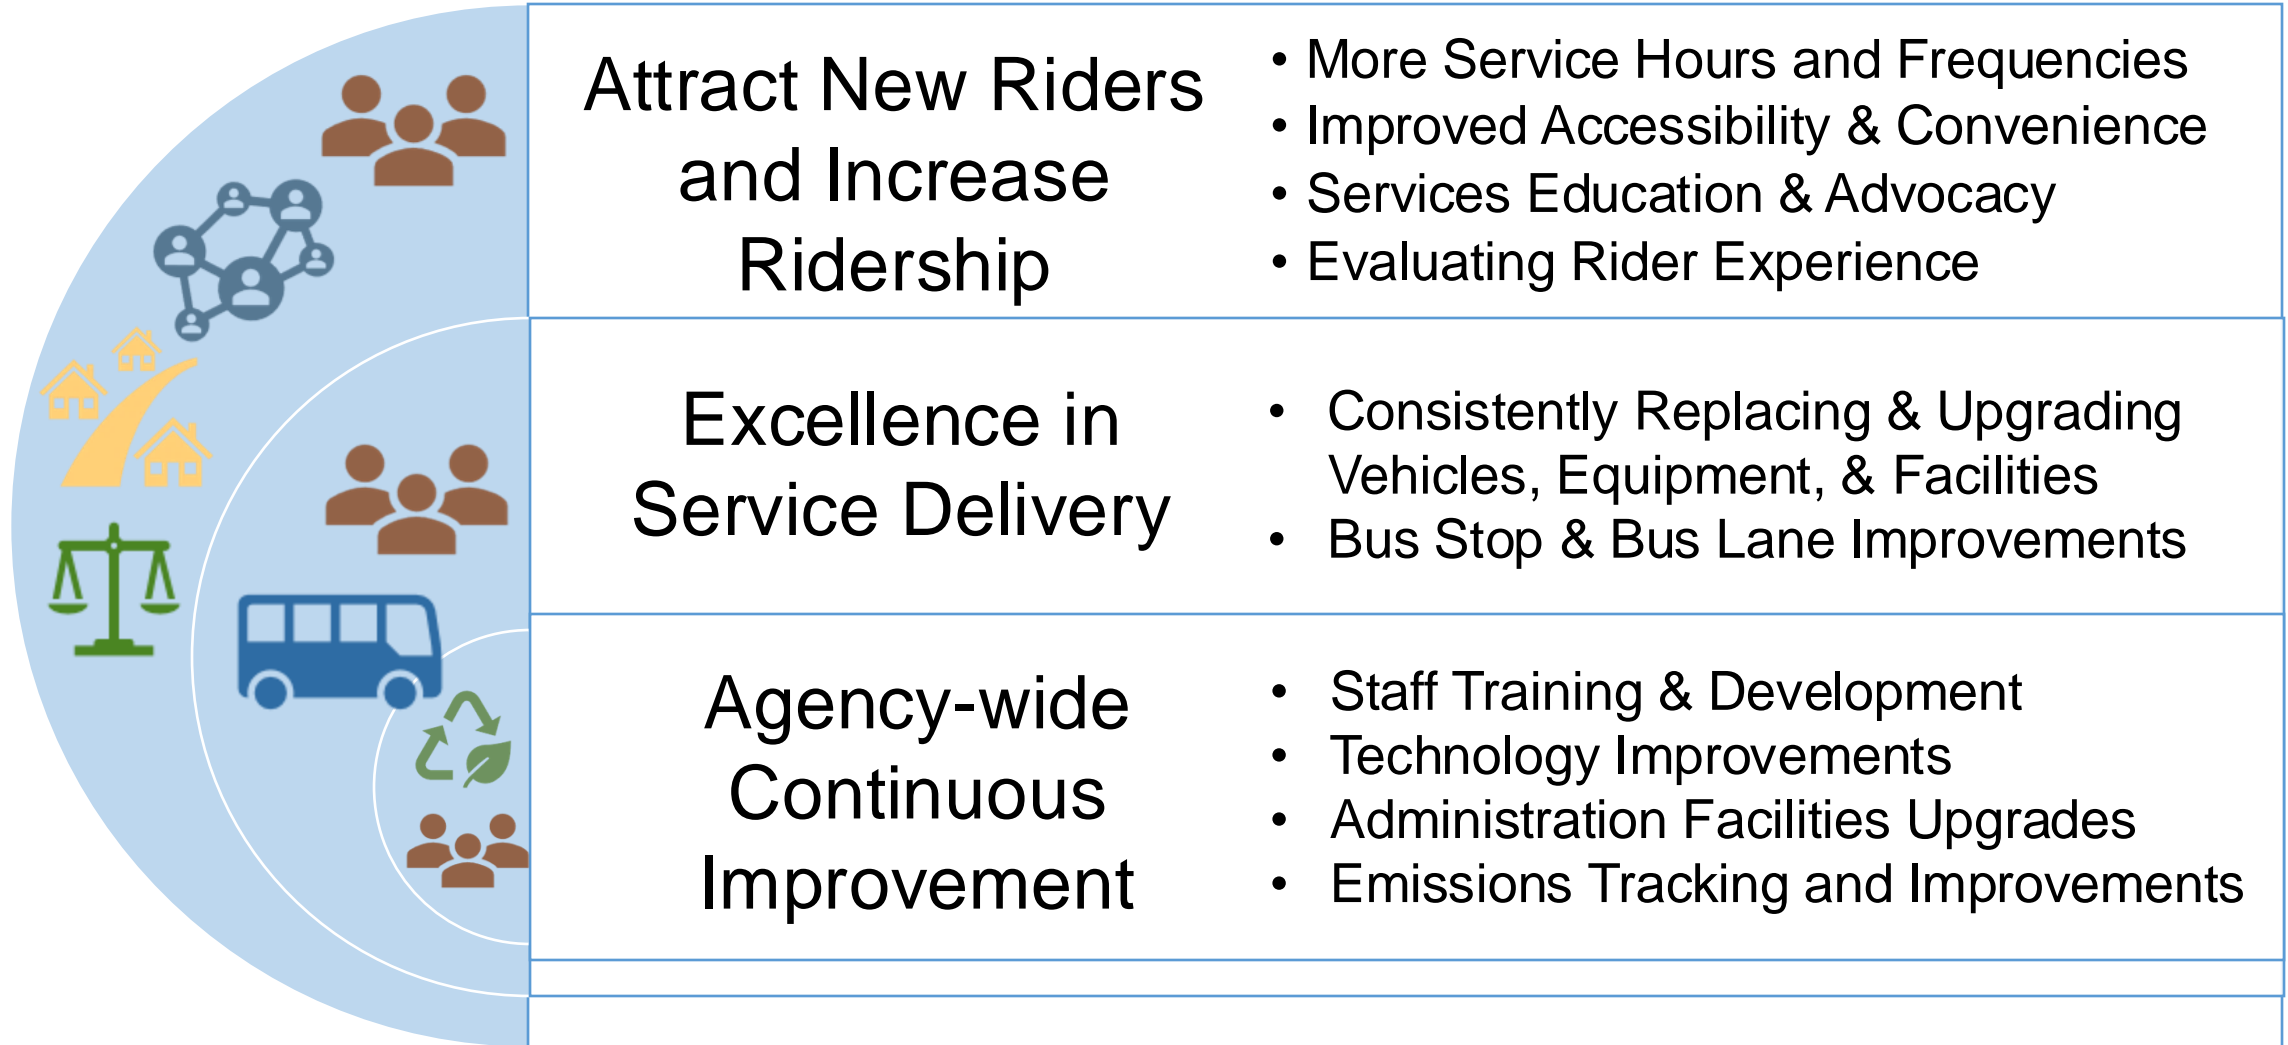 Attract New Riders
and Increase
Ridership
• More Service Hours and Frequencies
• Improved Accessibility & Convenience
• Services Education & Advocacy
• Evaluating Rider Experience
Excellence in
Service Delivery
• Consistently Replacing & Upgrading
Vehicles, Equipment, & Facilities
• Bus Stop & Bus Lane Improvements
Agency-wide
Continuous
Improvement
• Staff Training & Development
• Technology Improvements
• Administration Facilities Upgrades
• Emissions Tracking and Improvements